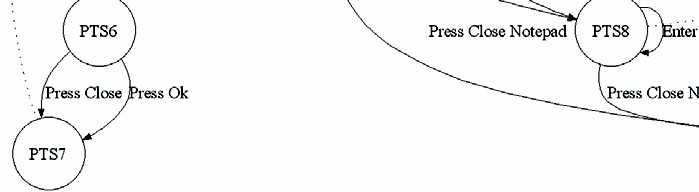 PTS6
Press Close Notepad
PTS8
Enter
Press Close
Press Ok
Press Close N
PTS7